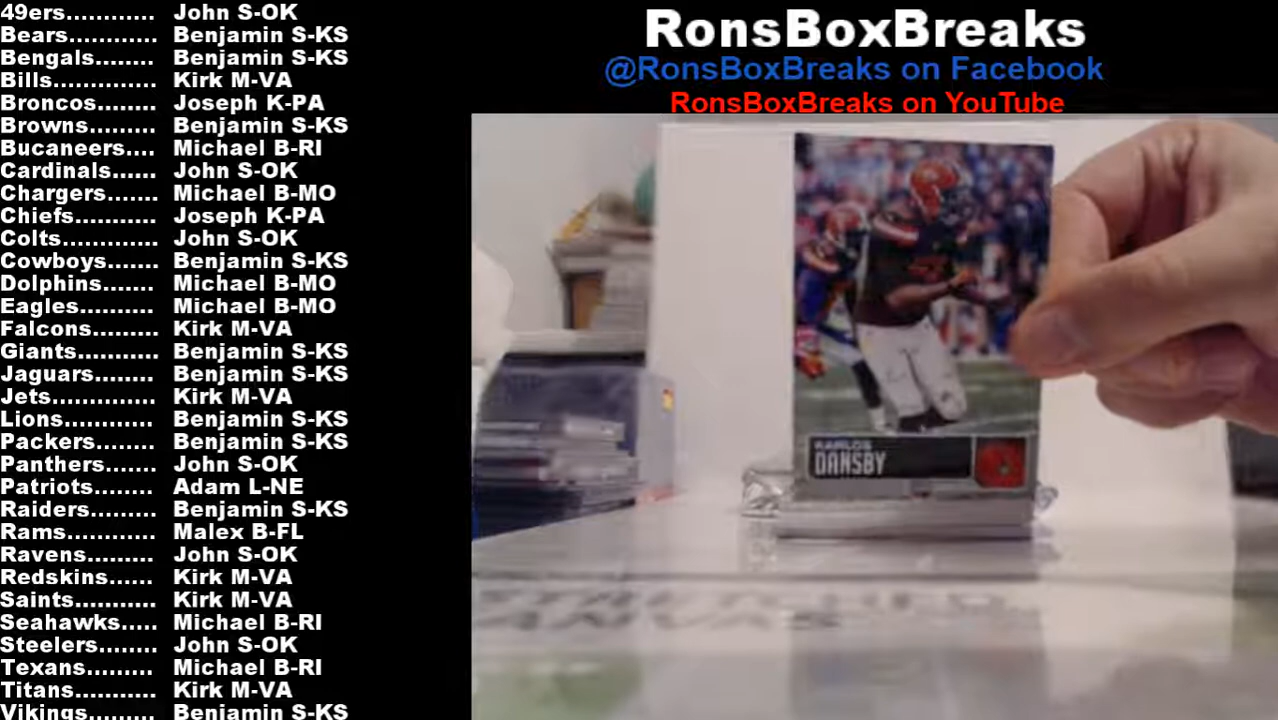 49ers............ John S-OK
Bears............ Benjamin S-KS
Bengals........ Benjamin S-KS
Bills............. Kirk M-VA
Broncos........ Joseph K-PA
Browns......... Benjamin S-KS
Bucaneers.... Michael B-RI
Cardinals...... John S-OK
Chargers....... Michael B-MO
Chiefs........... Joseph K-PA
Colts............. John S-OK
Cowboys....... Benjamin S-KS
Dolphins....... Michael B-MO
Eagles.......... Michael B-MO
Falcons......... Kirk M-VA
Giants........... Benjamin S-KS
Jaguars........ Benjamin S-KS
Jets.............. Kirk M-VA
Lions............ Benjamin S-KS
Packers........ Benjamin S-KS
Panthers....... John S-OK
Patriots........ Adam L-NE
Raiders......... Benjamin S-KS
Rams............ Malex B-FL
Ravens......... John S-OK
Redskins...... Kirk M-VA
Saints........... Kirk M-VA
Seahawks..... Michael B-RI
Steelers........ John S-OK
Texans......... Michael B-RI
Titans........... Kirk M-VA
Vikings......... Benjamin S-KS
RonsBoxBreaks
@RonsBoxBreaks on Facebook
RonsBoxBreaks on YouTube
KARLOS
DANSBY